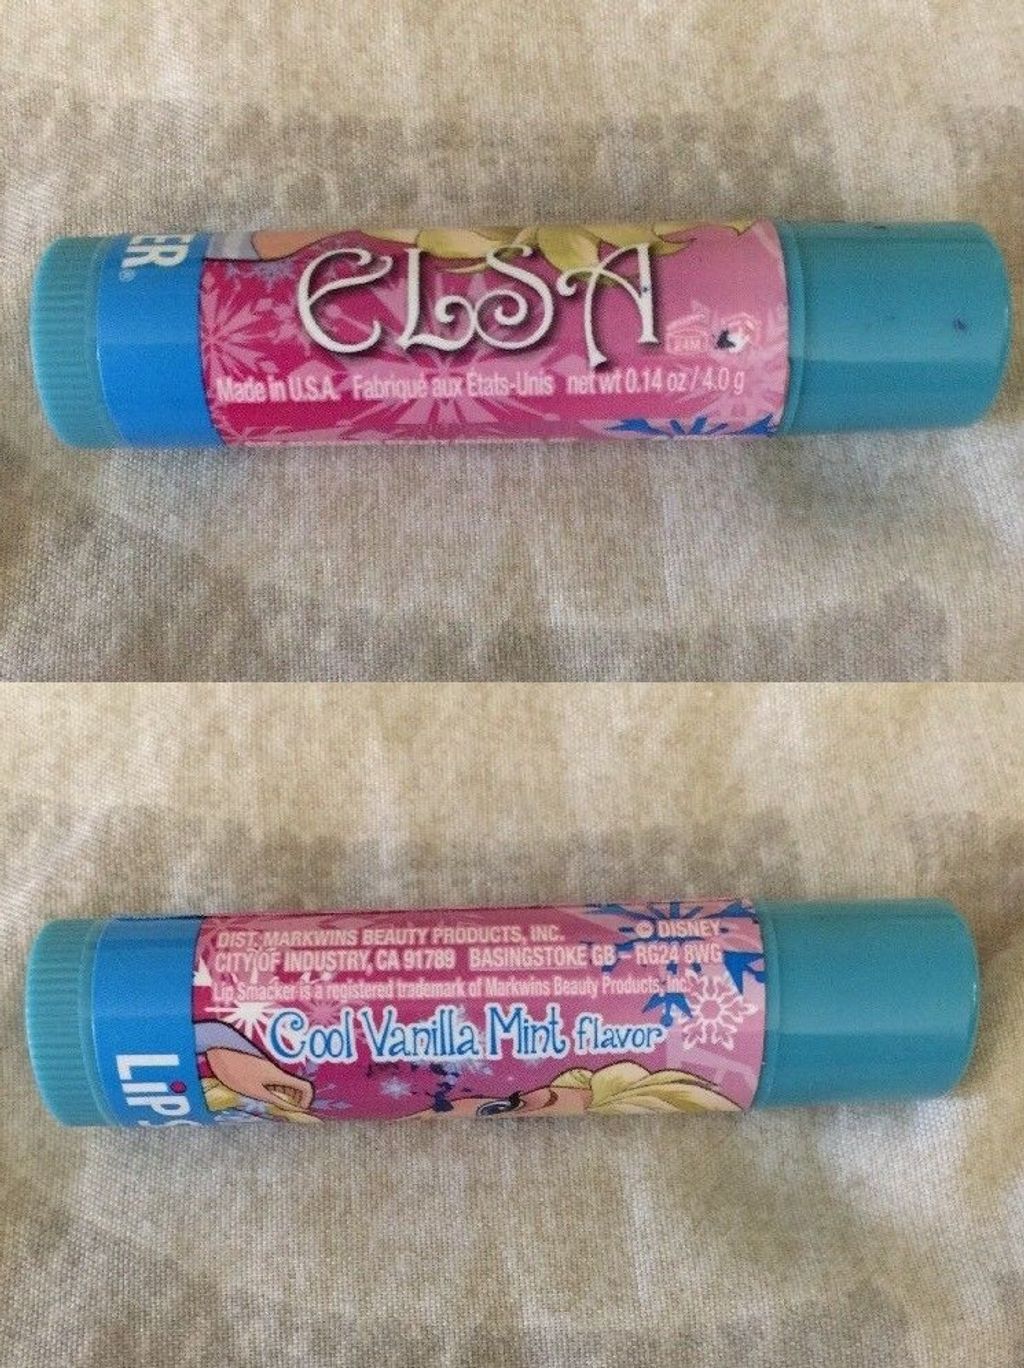 ER®
ELSA
24M
Made in U.S.A. Fabriqué aux États-Unis net wt 0.14 oz / 4.0 g
DIST. MARKWINS BEAUTY PRODUCTS, INC. © DISNEY
CITY OF INDUSTRY, CA 91789 BASINGSTOKE GB - RG24 8WG
Lip Smacker is a registered trademark of Markwins Beauty Products, Inc.
Cool Vanilla Mint flavor
LiP S